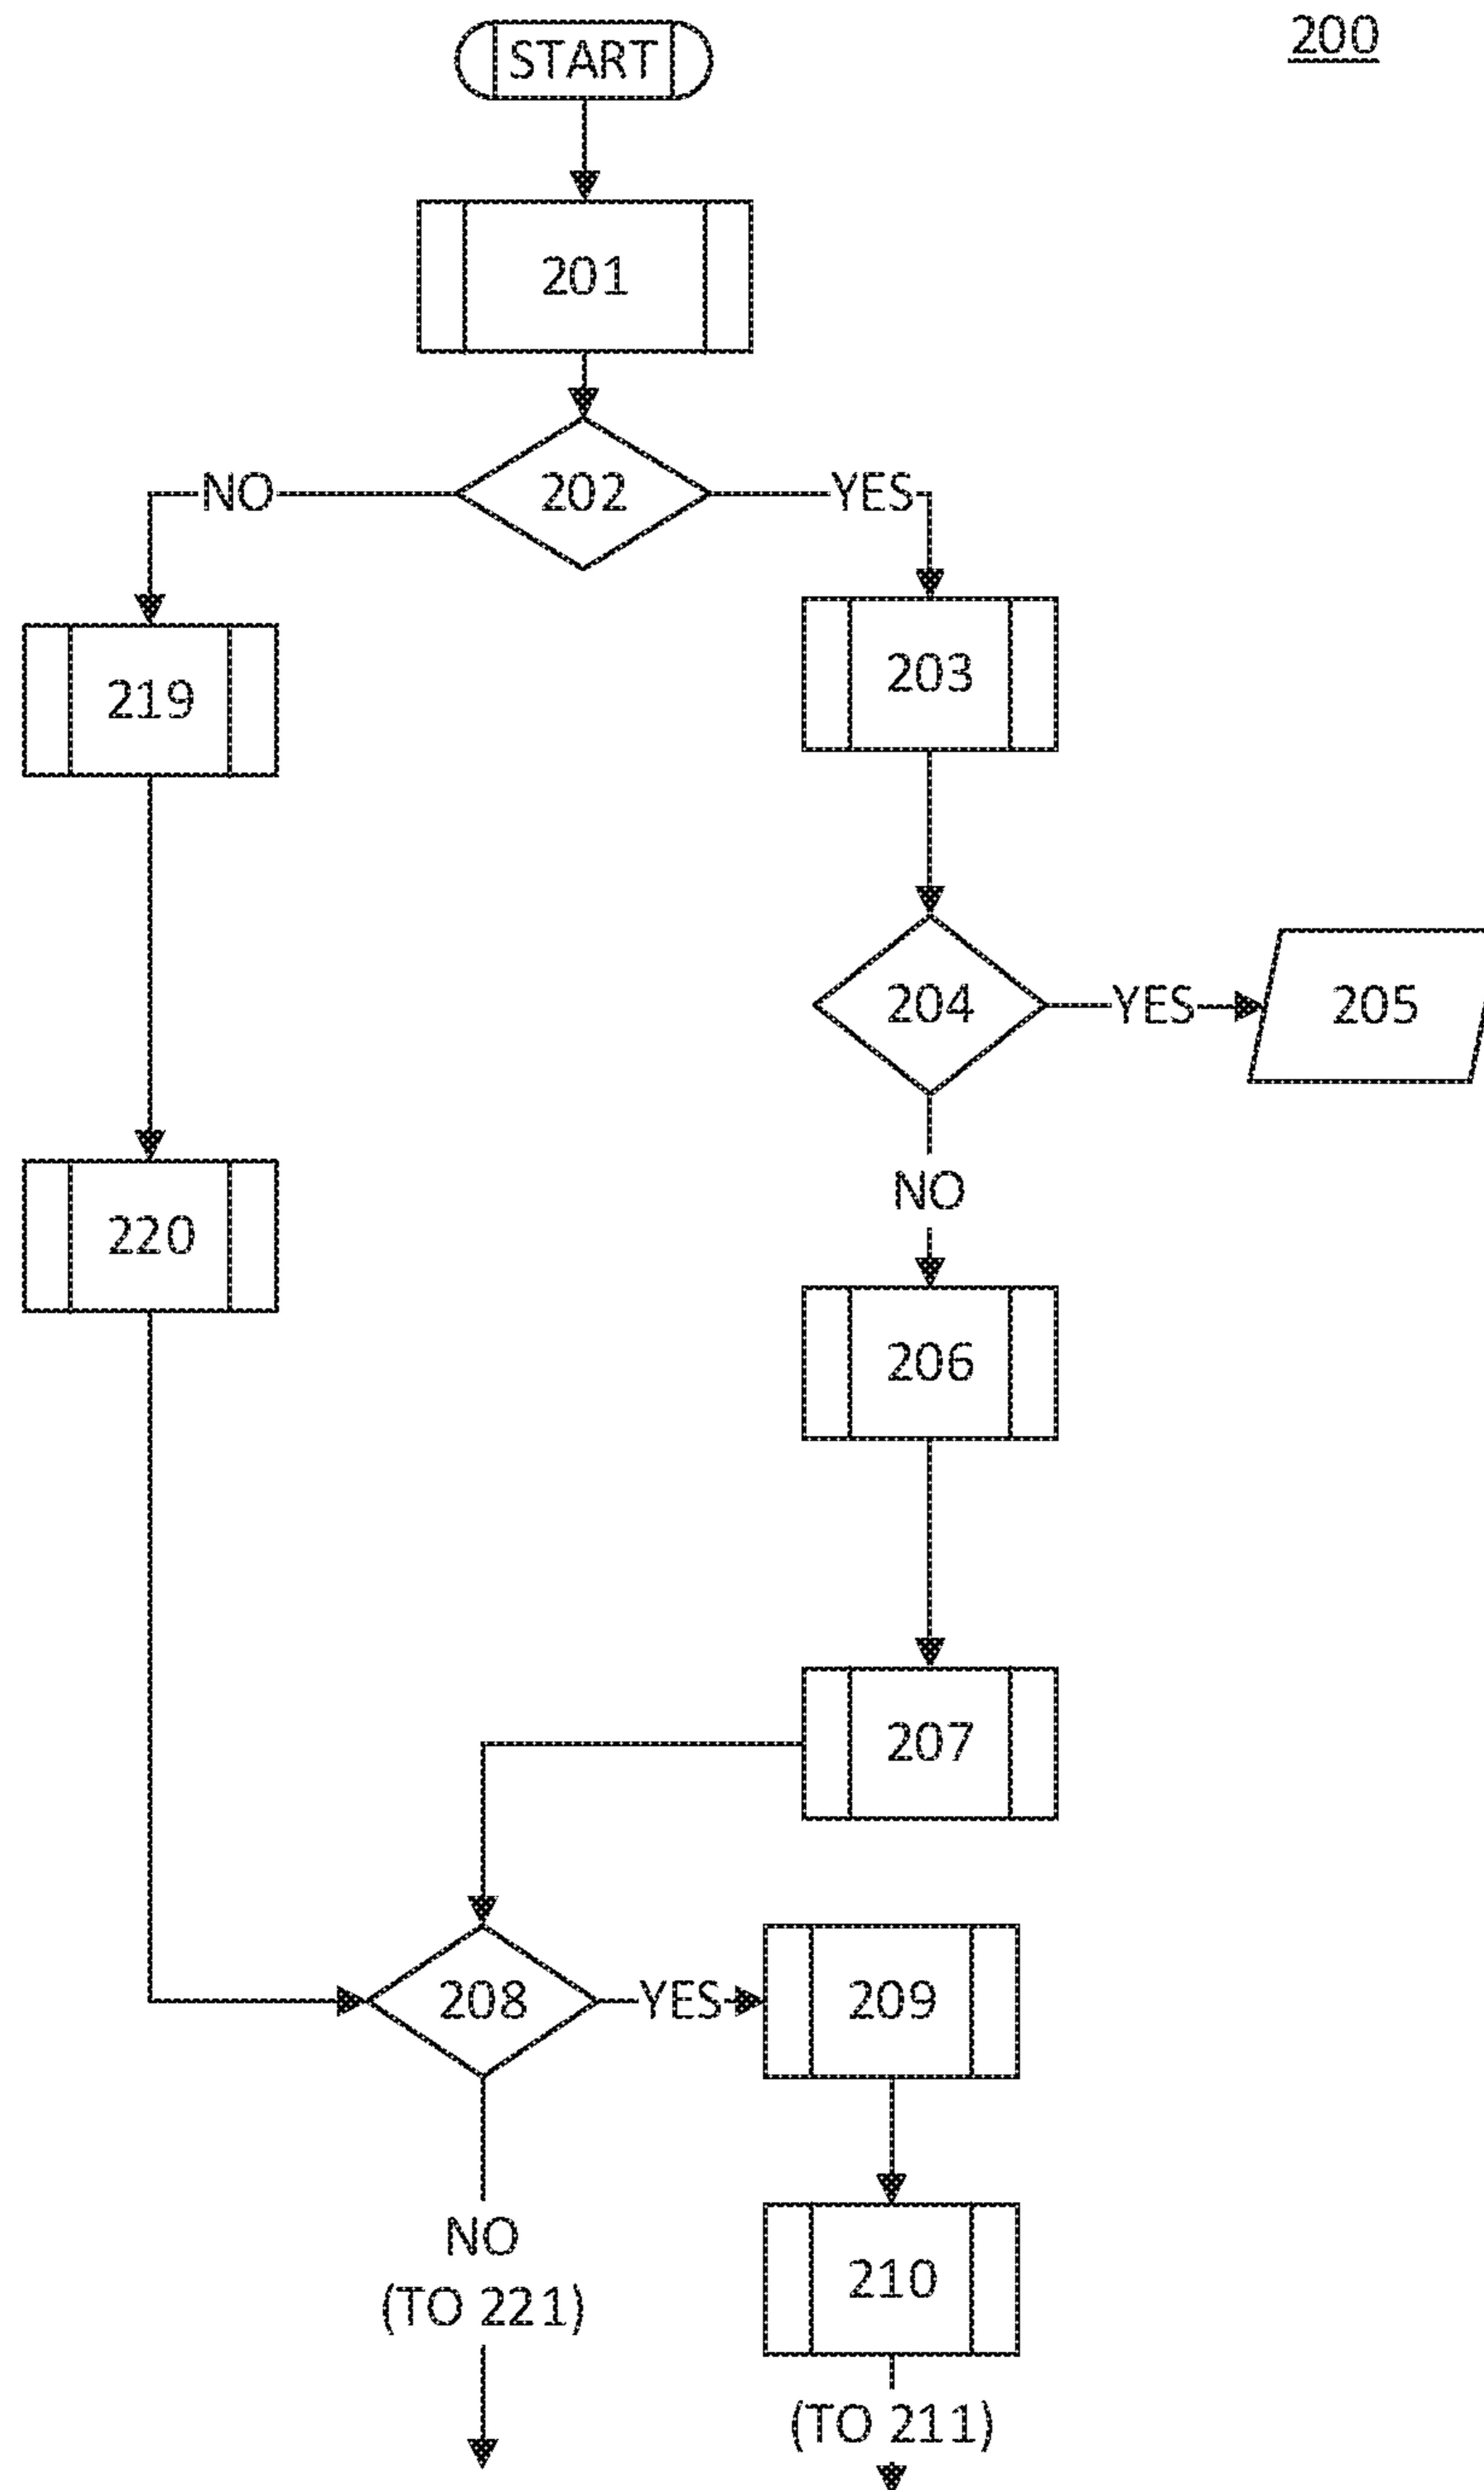 200
START
201
NO
202
YES
219
203
204
YES
205
NO
220
206
207
208
YES
209
NO
(TO 221)
210
(TO 211)